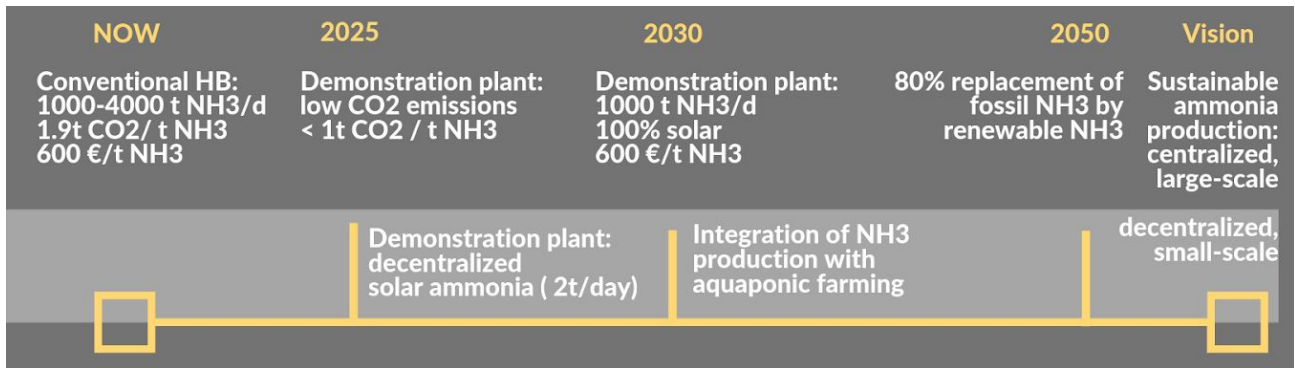 NOW
Conventional HB:
1000-4000 t NH3/d
1.9t CO2/ t NH3
600 €/t NH3
2025
Demonstration plant:
low CO2 emissions
< 1t CO2 / t NH3
2030
Demonstration plant:
1000 t NH3/d
100% solar
600 €/t NH3
2050
80% replacement of
fossil NH3 by
renewable NH3
Vision
Sustainable
ammonia
production:
centralized,
large-scale
Demonstration plant:
decentralized
solar ammonia ( 2t/day)
Integration of NH3
production with
aquaponic farming
decentralized,
small-scale